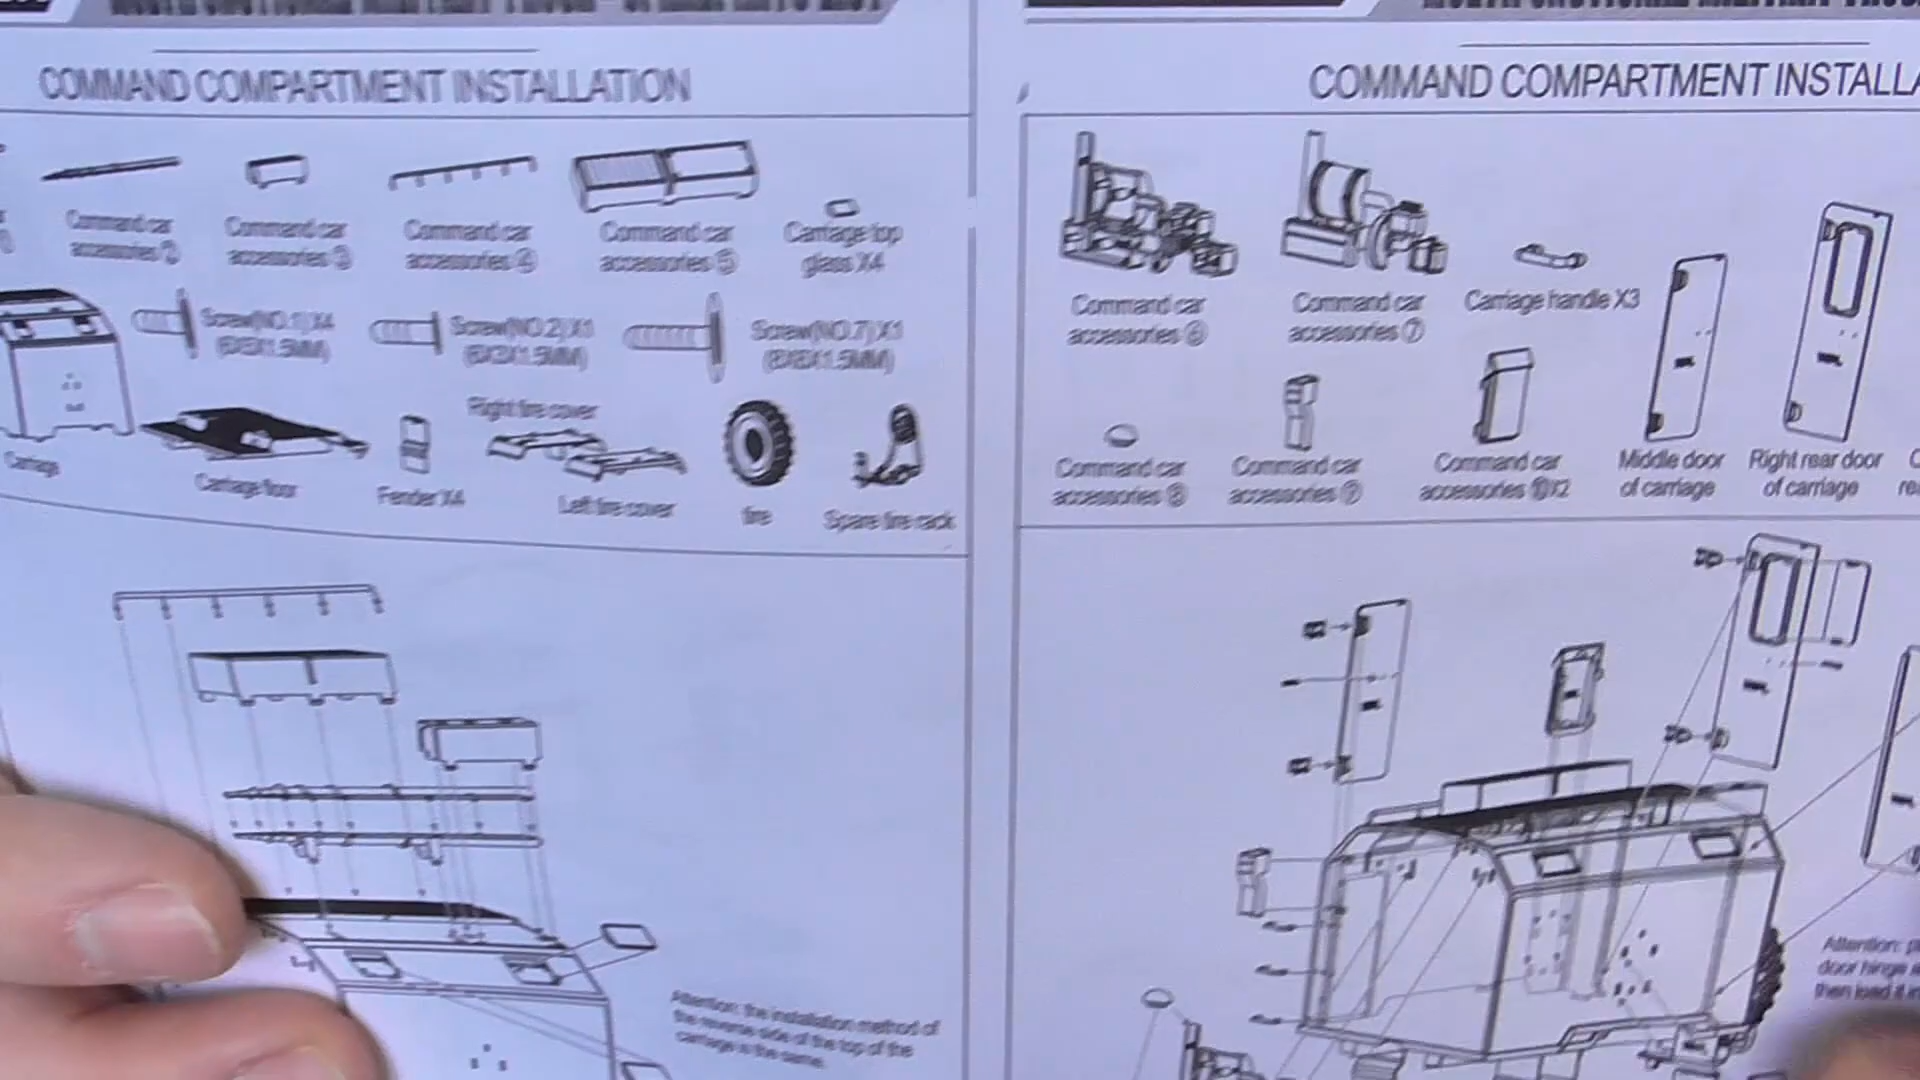 COMMAND COMPARTMENT INSTALLATION
Command car
accessories ②
Command car
accessories ③
Command car
accessories ④
Command car
accessories ⑤
Carriage top
glass X4
Screw(NO.1)X4
(6X3X1.5MM)
Screw(NO.2)X1
(6X3X1.5MM)
Screw(NO.7)X1
(8X8X1.5MM)
Carriage
Carriage floor
Fender X4
Right tire cover
Left tire cover
tire
Spare tire rack
Attention: the installation method of
the reverse side of the top of the
carriage is the same.
COMMAND COMPARTMENT INSTALLA
Command car
accessories ⑥
Command car
accessories ⑦
Carriage handle X3
Command car
accessories ⑧
Command car
accessories ⑨
Command car
accessories ⑩X2
Middle door
of carriage
Right rear door
of carriage
Attention: p
door hinge
then load it in